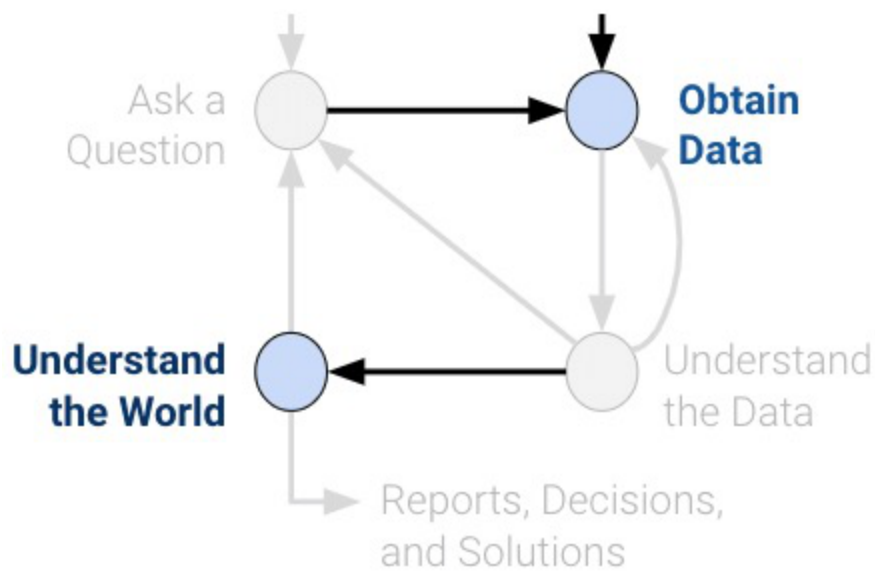 Ask a
Question
Obtain
Data
Understand
the World
Understand
the Data
Reports, Decisions,
and Solutions